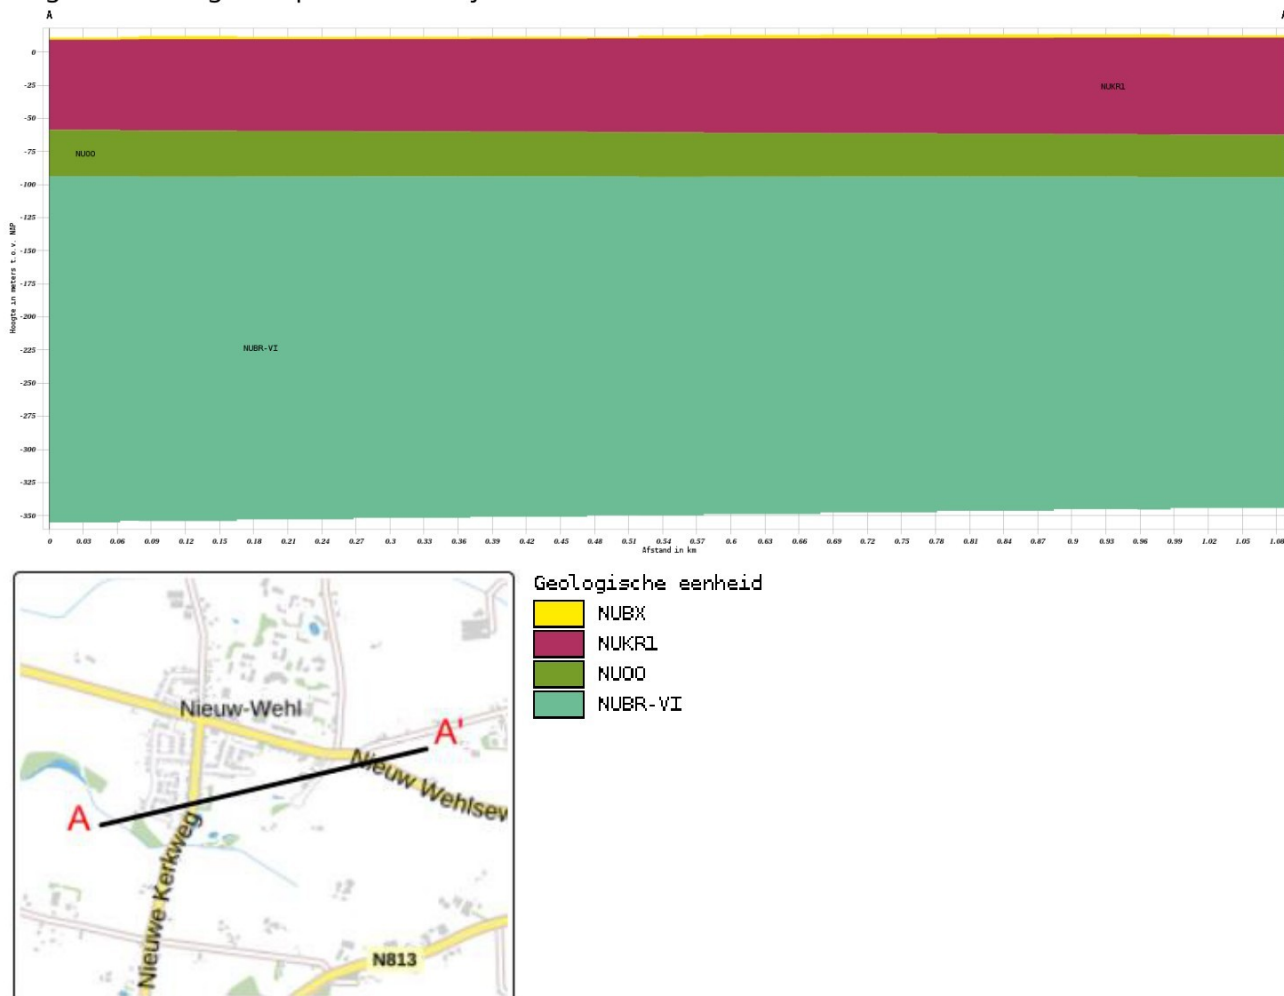 A
0
NUKR1
-25
-50
NUOO
-75
-100
-125
-150
-175
-200
NUBR-VI
-225
-250
-275
-300
-325
-350
Hoogte in meters t.o.v. NAP
0 0.03 0.06 0.09 0.12 0.15 0.18 0.21 0.24 0.27 0.3 0.33 0.36 0.39 0.42 0.45 0.48 0.51 0.54 0.57 0.6 0.63 0.66 0.69 0.72 0.75 0.78 0.81 0.84 0.87 0.9 0.93 0.96 0.99 1.02 1.05 1.08
Afstand in km
Geologische eenheid
NUBX
NUKR1
NUOO
NUBR-VI
Nieuw-Wehl
A'
Nieuw Wehlsew
A
Nieuwe Kerkweg
N813